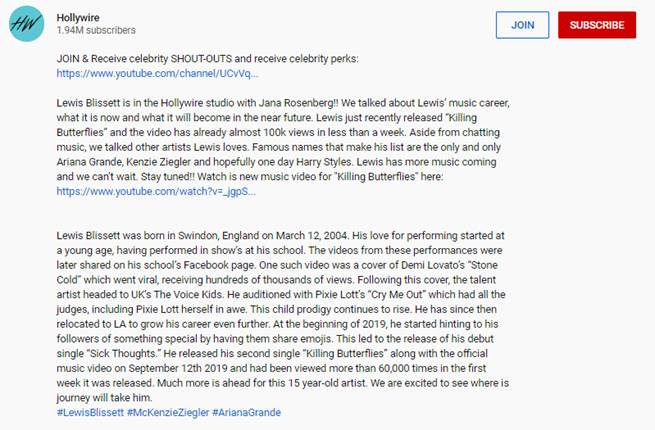 HW
Hollywire
1.94M subscribers
JOIN
SUBSCRIBE
JOIN & Receive celebrity SHOUT-OUTS and receive celebrity perks:
https://www.youtube.com/channel/UCvVq...
Lewis Blissett is in the Hollywire studio with Jana Rosenberg!! We talked about Lewis' music career,
what it is now and what it will become in the near future. Lewis just recently released "Killing
Butterflies" and the video has already almost 100k views in less than a week. Aside from chatting
music, we talked other artists Lewis loves. Famous names that make his list are the only and only
Ariana Grande, Kenzie Ziegler and hopefully one day Harry Styles. Lewis has more music coming
and we can't wait. Stay tuned!! Watch is new music video for "Killing Butterflies" here:
https://www.youtube.com/watch?v=_jgpS...
Lewis Blissett was born in Swindon, England on March 12, 2004. His love for performing started at
a young age, having performed in show's at his school. The videos from these performances were
later shared on his school's Facebook page. One such video was a cover of Demi Lovato's "Stone
Cold" which went viral, receiving hundreds of thousands of views. Following this cover, the talent
artist headed to UK's The Voice Kids. He auditioned with Pixie Lott's "Cry Me Out" which had all the
judges, including Pixie Lott herself in awe. This child prodigy continues to rise. He has since then
relocated to LA to grow his career even further. At the beginning of 2019, he started hinting to his
followers of something special by having them share emojis. This led to the release of his debut
single "Sick Thoughts." He released his second single "Killing Butterflies" along with the official
music video on September 12th 2019 and had been viewed more than 60,000 times in the first
week it was released. Much more is ahead for this 15 year-old artist. We are excited to see where is
journey will take him.
#LewisBlissett #McKenzieZiegler #ArianaGrande